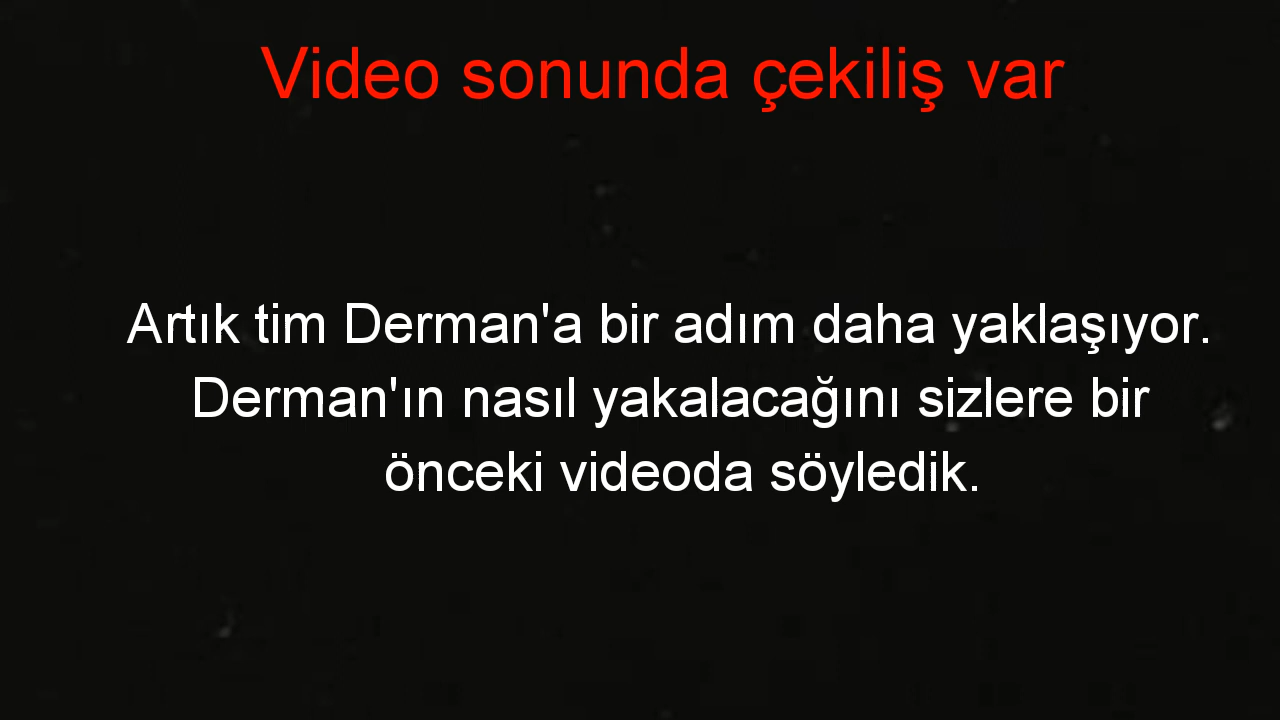 Video sonunda çekiliş var
Artık tim Derman'a bir adım daha yaklaşıyor.
Derman'ın nasıl yakalacağını sizlere bir
önceki videoda söyledik.